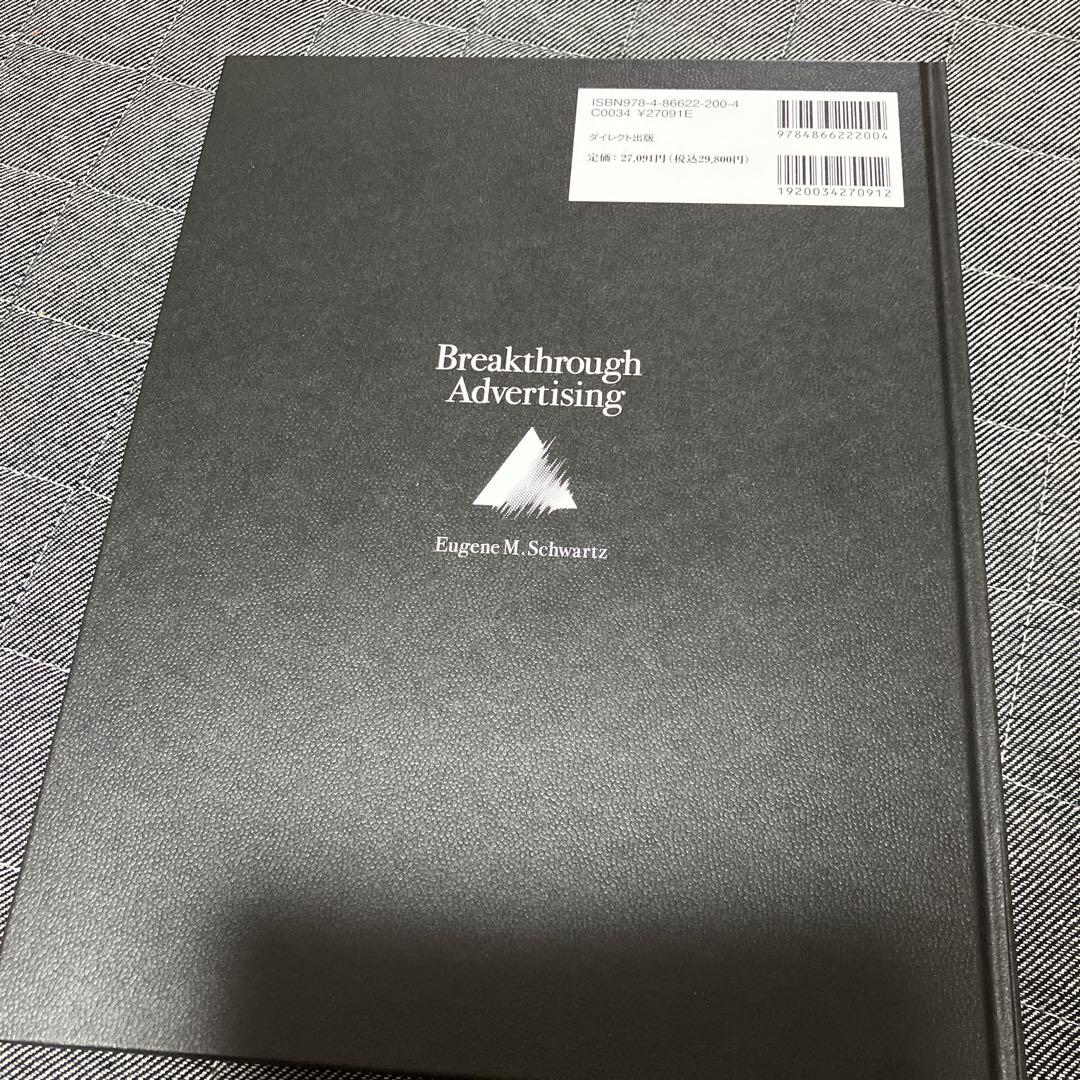 ISBN978-4-86622-200-4
C0034 ¥27091E
ダイレクト出版
定価: 27,091円(税込29,800円)
9784866222004
1920034270912
Breakthrough
Advertising
Eugene M. Schwartz